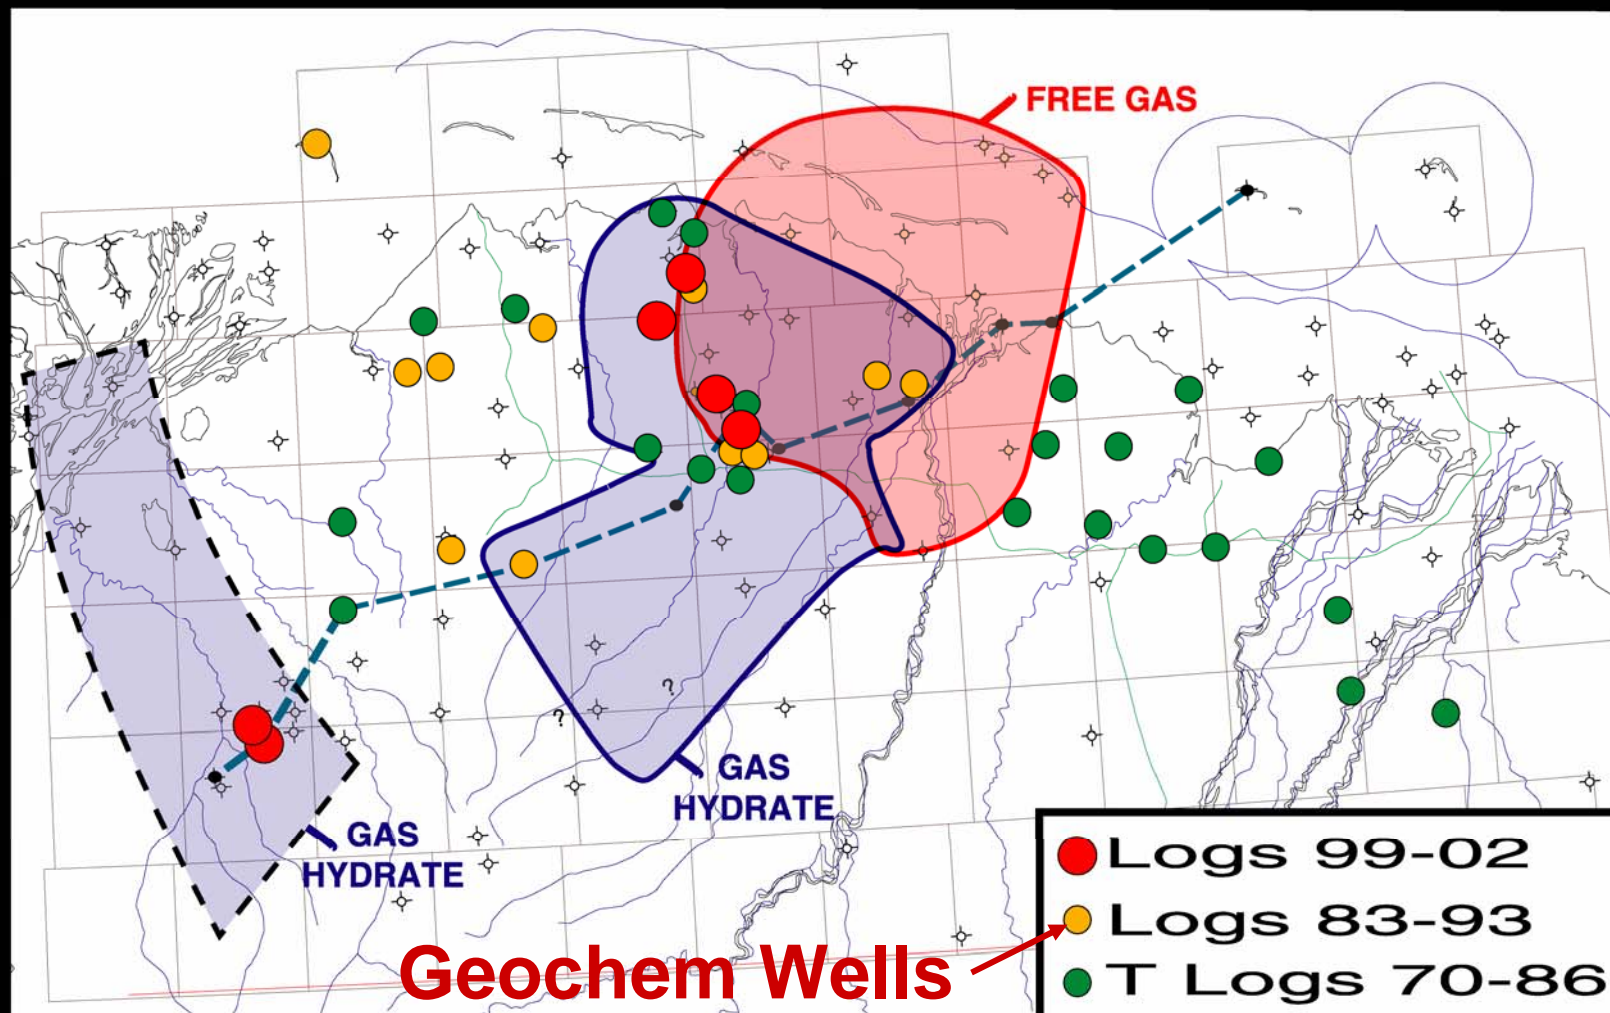 FREE GAS
?
?
GAS
HYDRATE
GAS
HYDRATE
Geochem Wells
Logs 99-02
Logs 83-93
T Logs 70-86